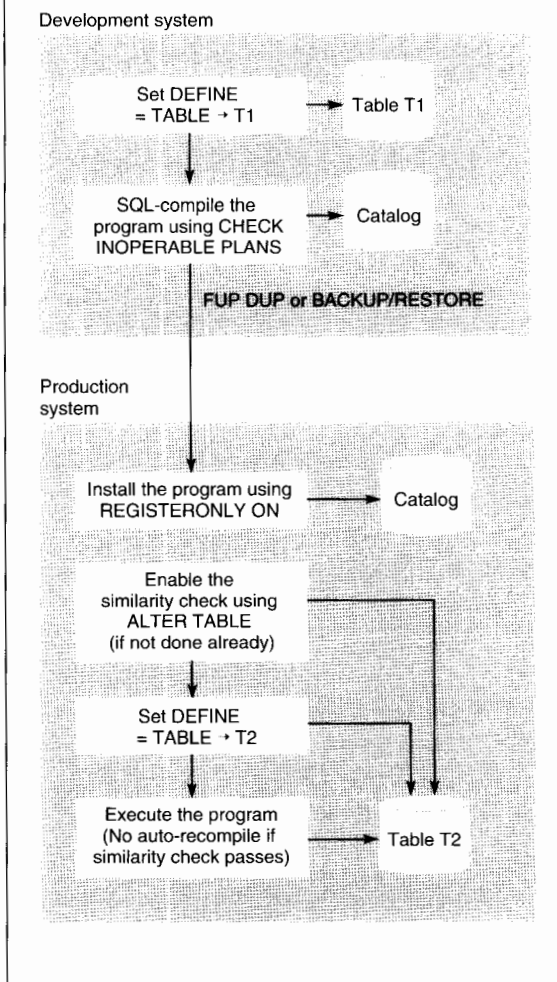 Development system
Set DEFINE
= TABLE → T1
Table T1
SQL-compile the
program using CHECK
INOPERABLE PLANS
Catalog
FUP DUP or BACKUP/RESTORE
Production
system
Install the program using
REGISTERONLY ON
Catalog
Enable the
similarity check using
ALTER TABLE
(if not done already)
Set DEFINE
= TABLE → T2
Execute the program
(No auto-recompile if
similarity check passes)
Table T2